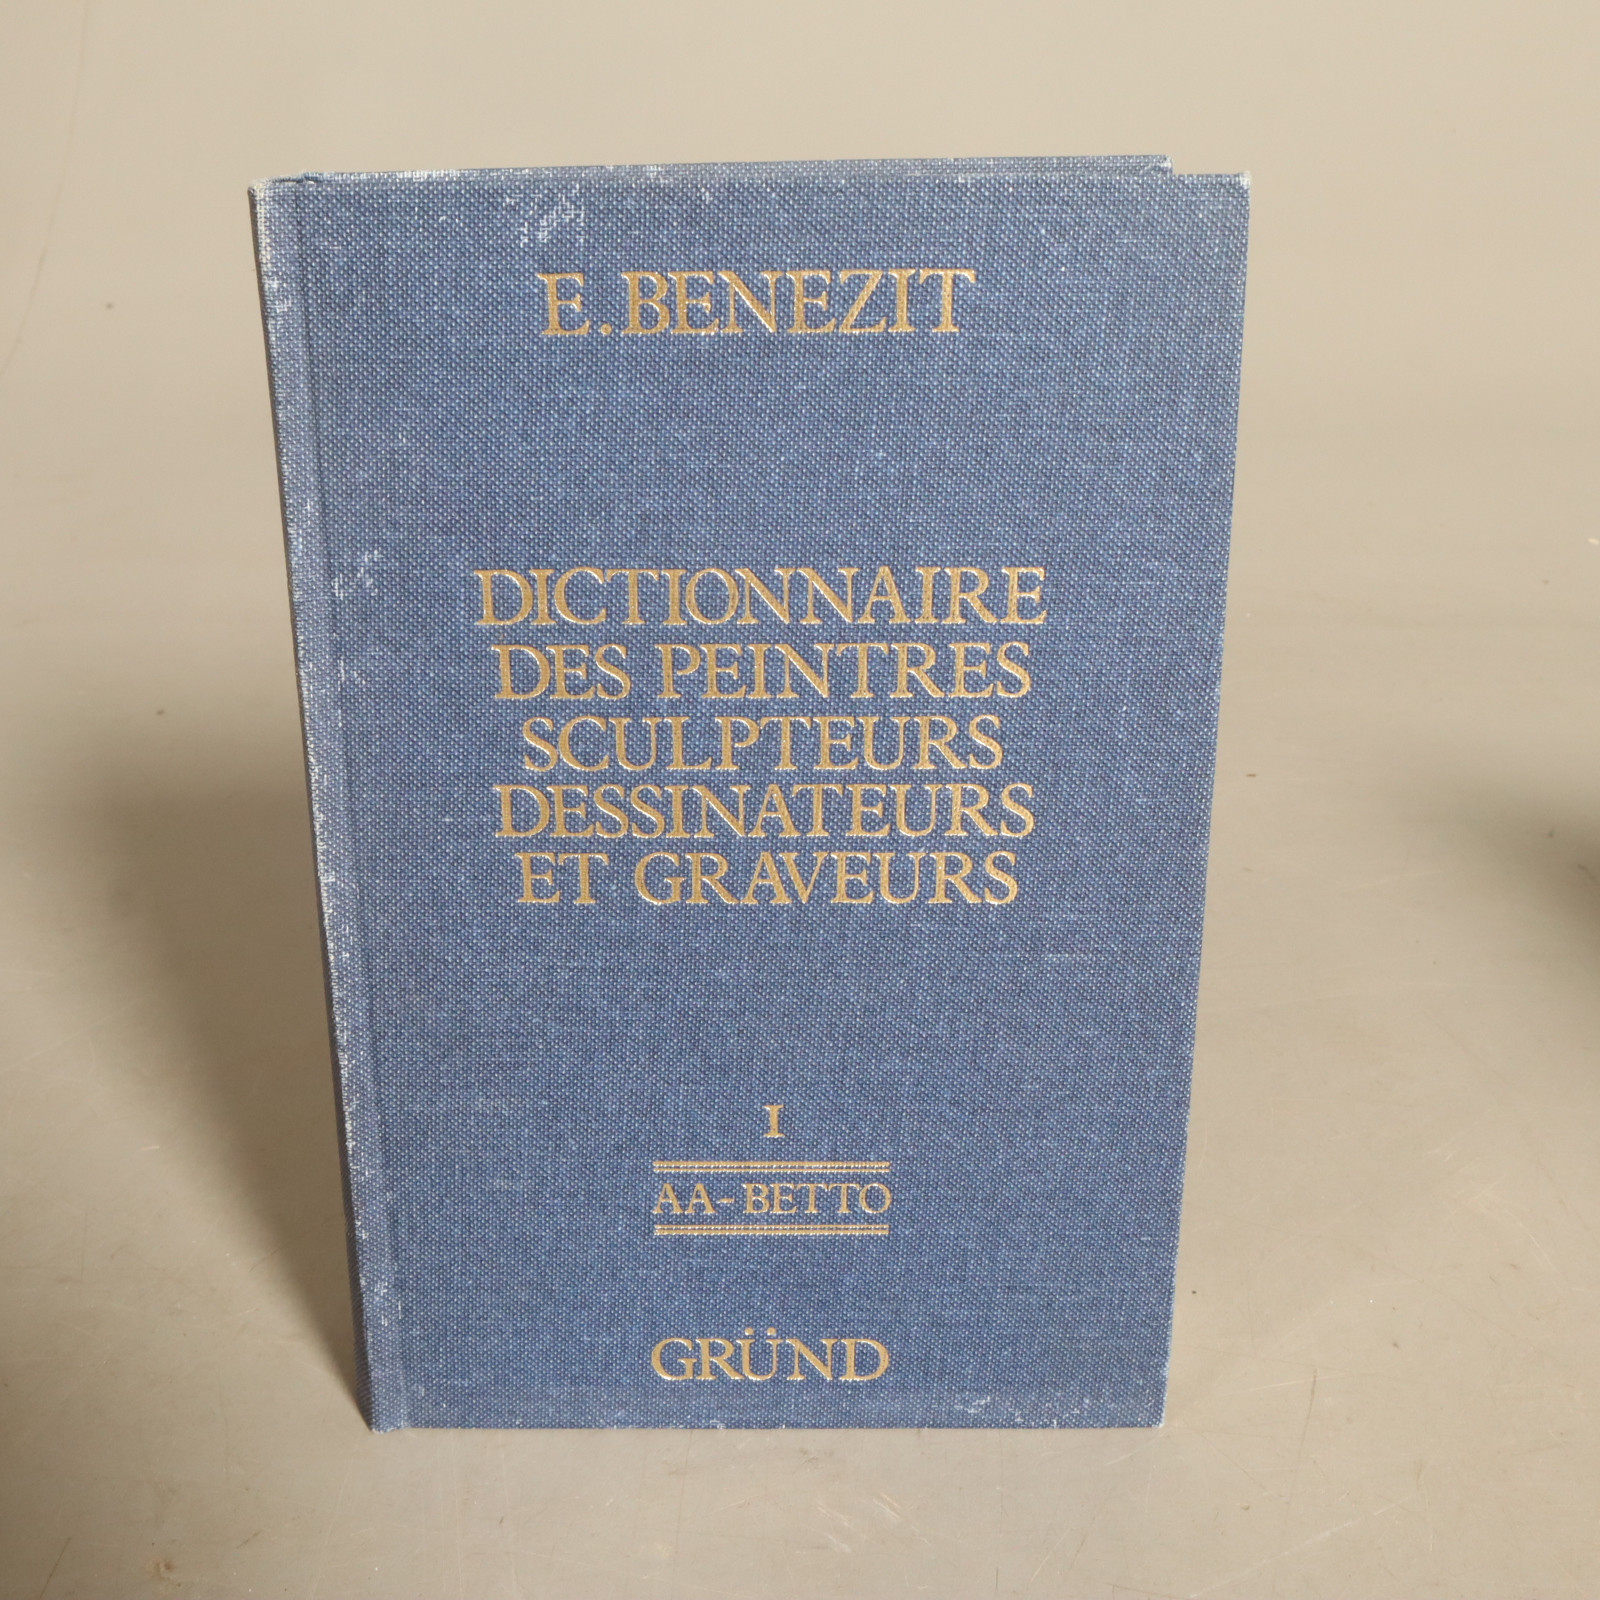 E. BENEZIT
DICTIONNAIRE
DES PEINTRES
SCULPTEURS
DESSINATEURS
ET GRAVEURS
I
AA-BETTO
GRÜND